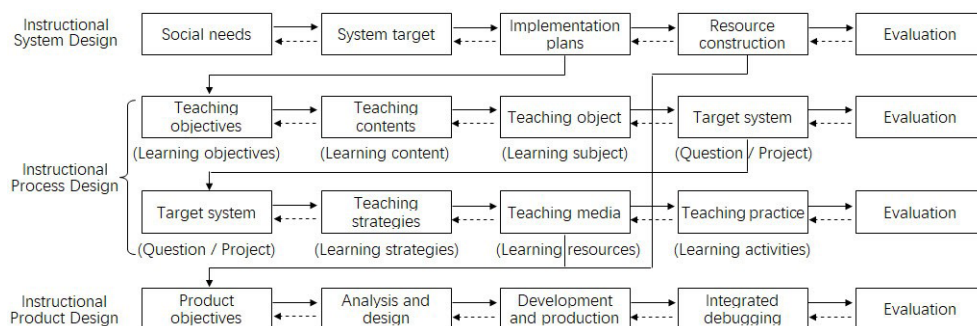 Instructional
System Design
Social needs
System target
Implementation
plans
Resource
construction
Evaluation
Teaching
objectives
Teaching
contents
Teaching object
Target system
Evaluation
(Learning objectives)
(Learning content)
(Learning subject)
(Question / Project)
Instructional
Process Design
Target system
Teaching
strategies
Teaching media
Teaching practice
Evaluation
(Question / Project)
(Learning strategies)
(Learning resources)
(Learning activities)
Instructional
Product Design
Product
objectives
Analysis and
design
Development
and production
Integrated
debugging
Evaluation